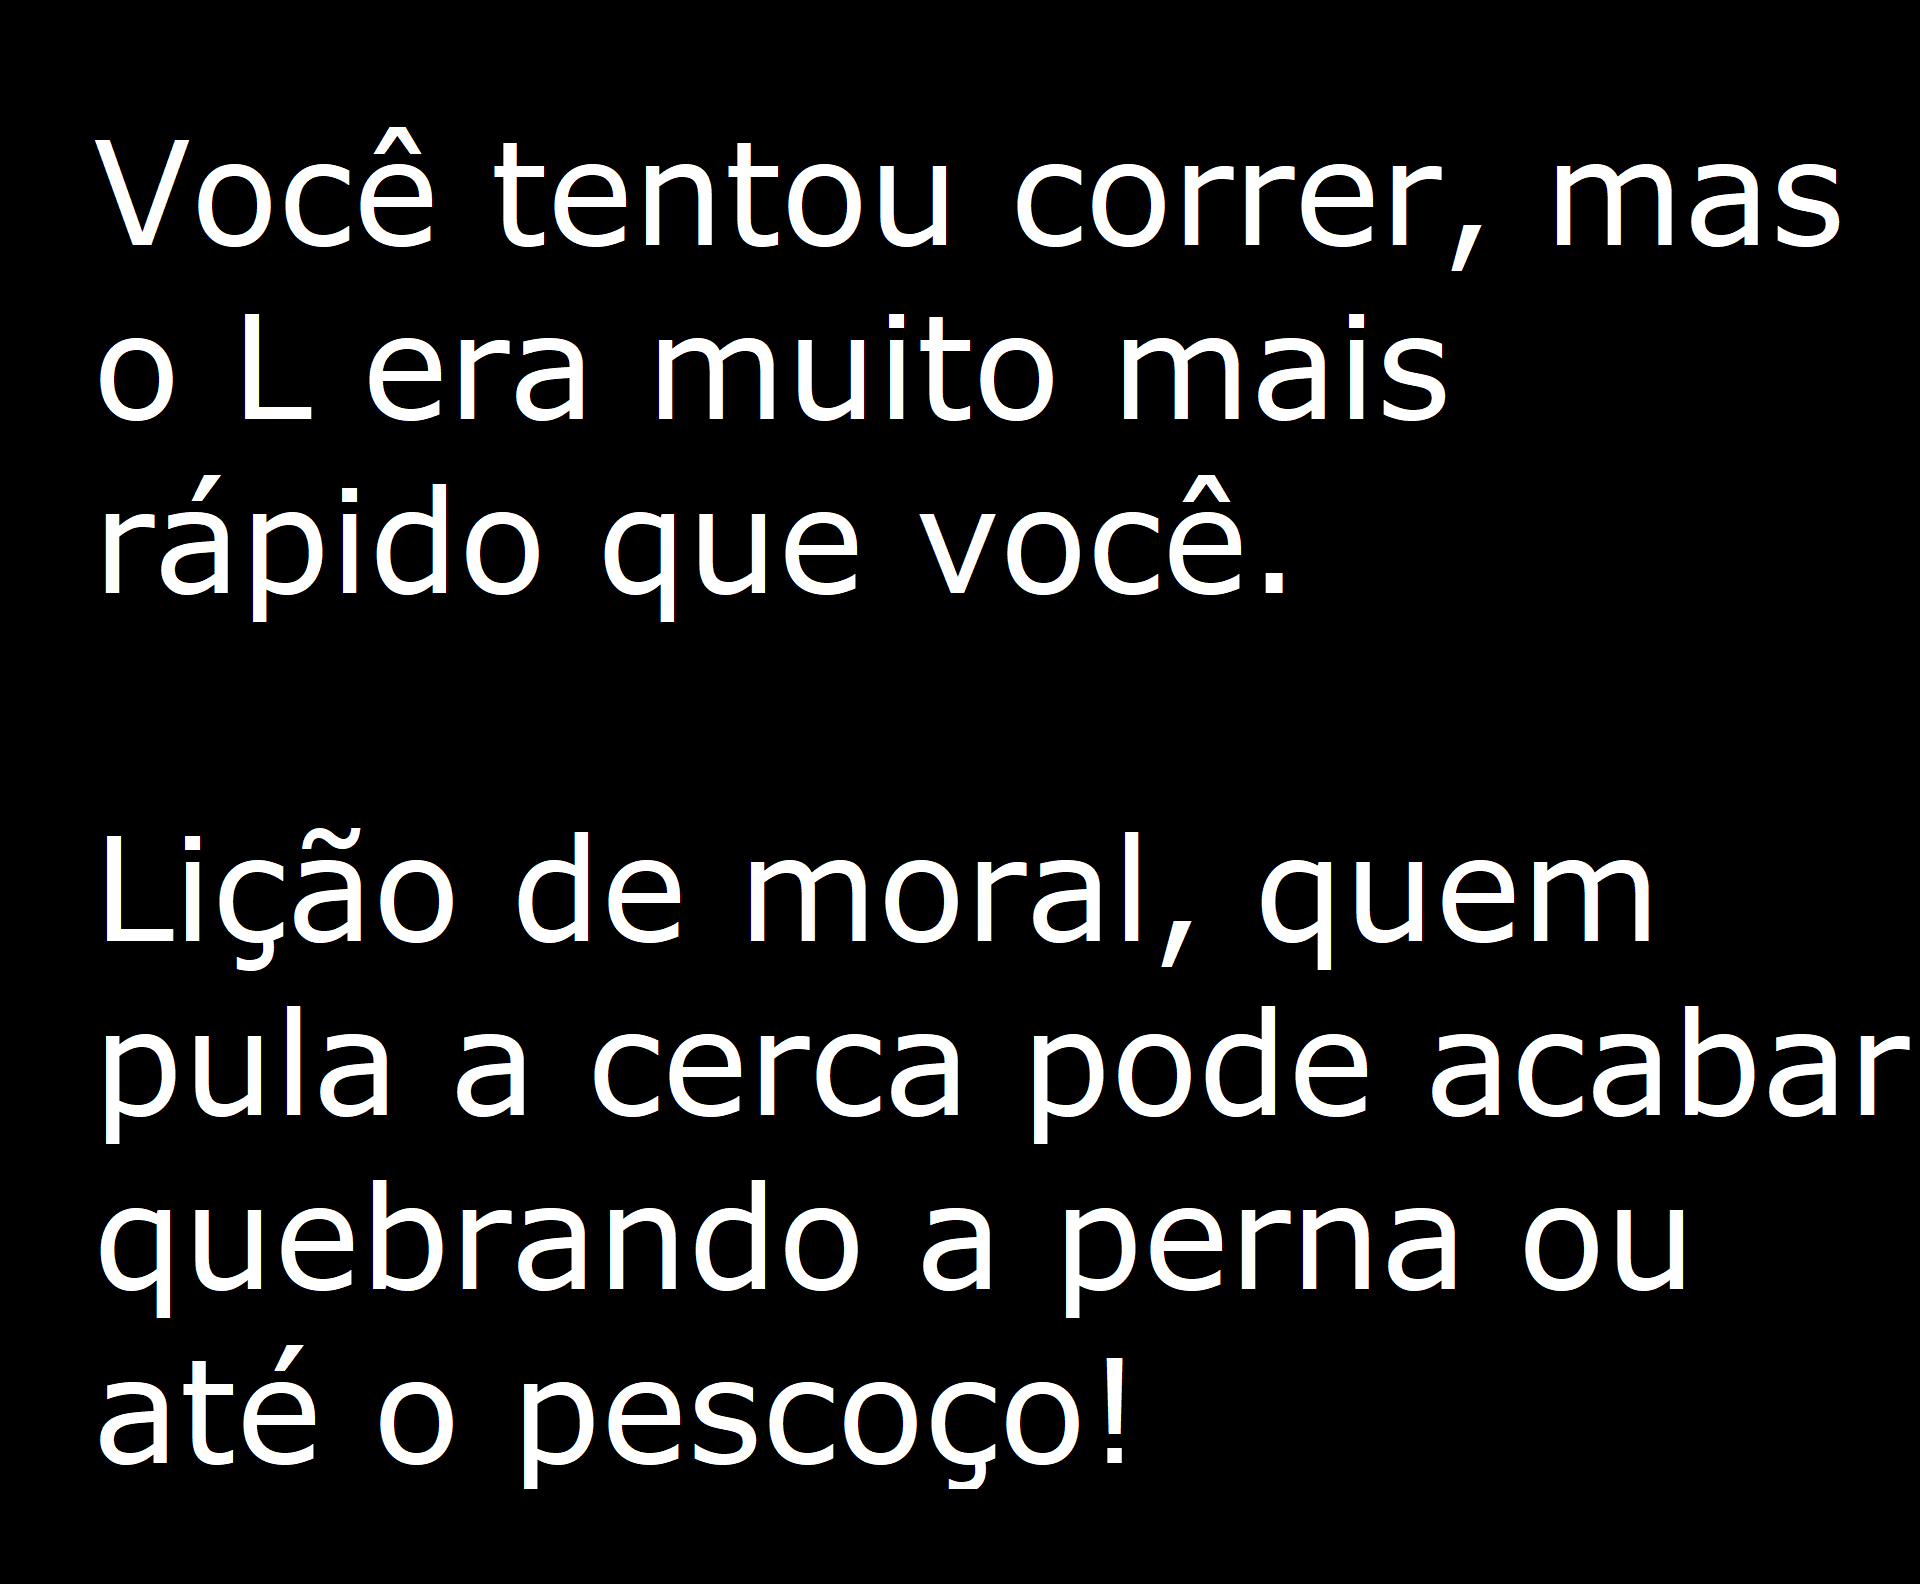 Você tentou correr, mas
o L era muito mais
rápido que você.
Lição de moral, quem
pula a cerca pode acabar
quebrando a perna ou
até o pescoço!